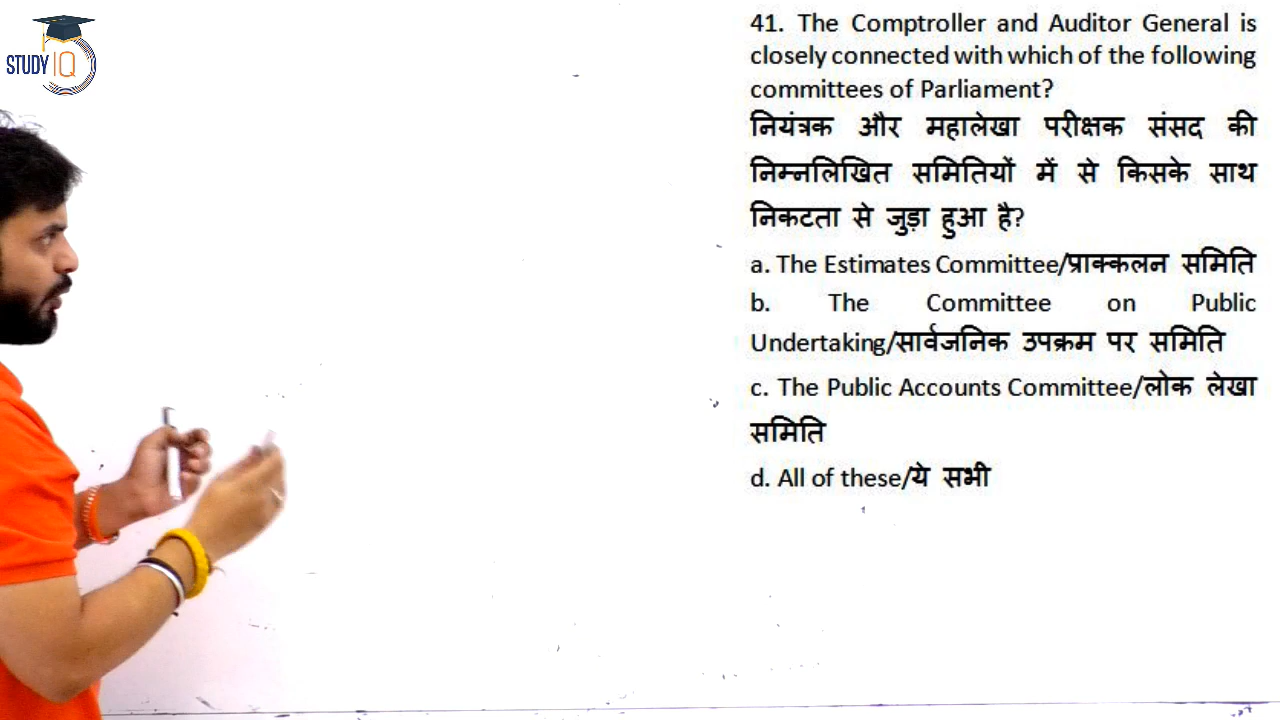 STUDY IQ
41. The Comptroller and Auditor General is
closely connected with which of the following
committees of Parliament?
नियंत्रक और महालेखा परीक्षक संसद की
निम्नलिखित समितियों में से किसके साथ
निकटता से जुड़ा हुआ है?
a. The Estimates Committee/प्राक्कलन समिति
b. The Committee on Public
Undertaking/सार्वजनिक उपक्रम पर समिति
c. The Public Accounts Committee/लोक लेखा
समिति
d. All of these/ये सभी